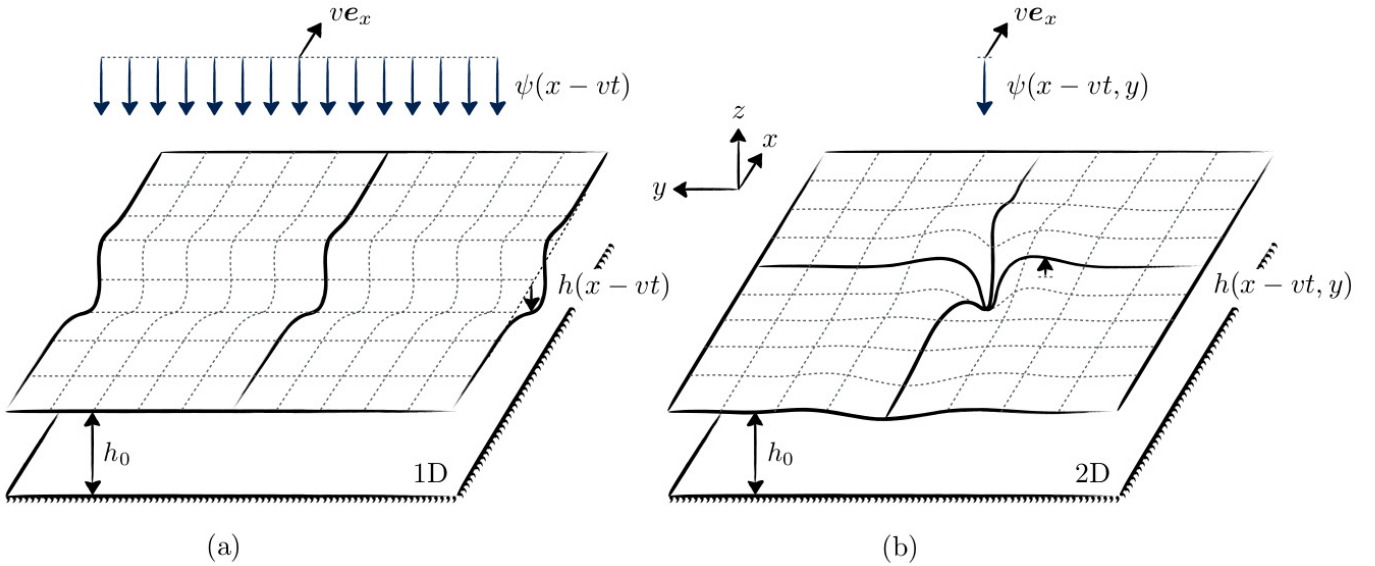 ve_x
ψ(x − vt)
h(x − vt)
h_0
1D
(a)
z
x
y
ve_x
ψ(x − vt, y)
h(x − vt, y)
h_0
2D
(b)